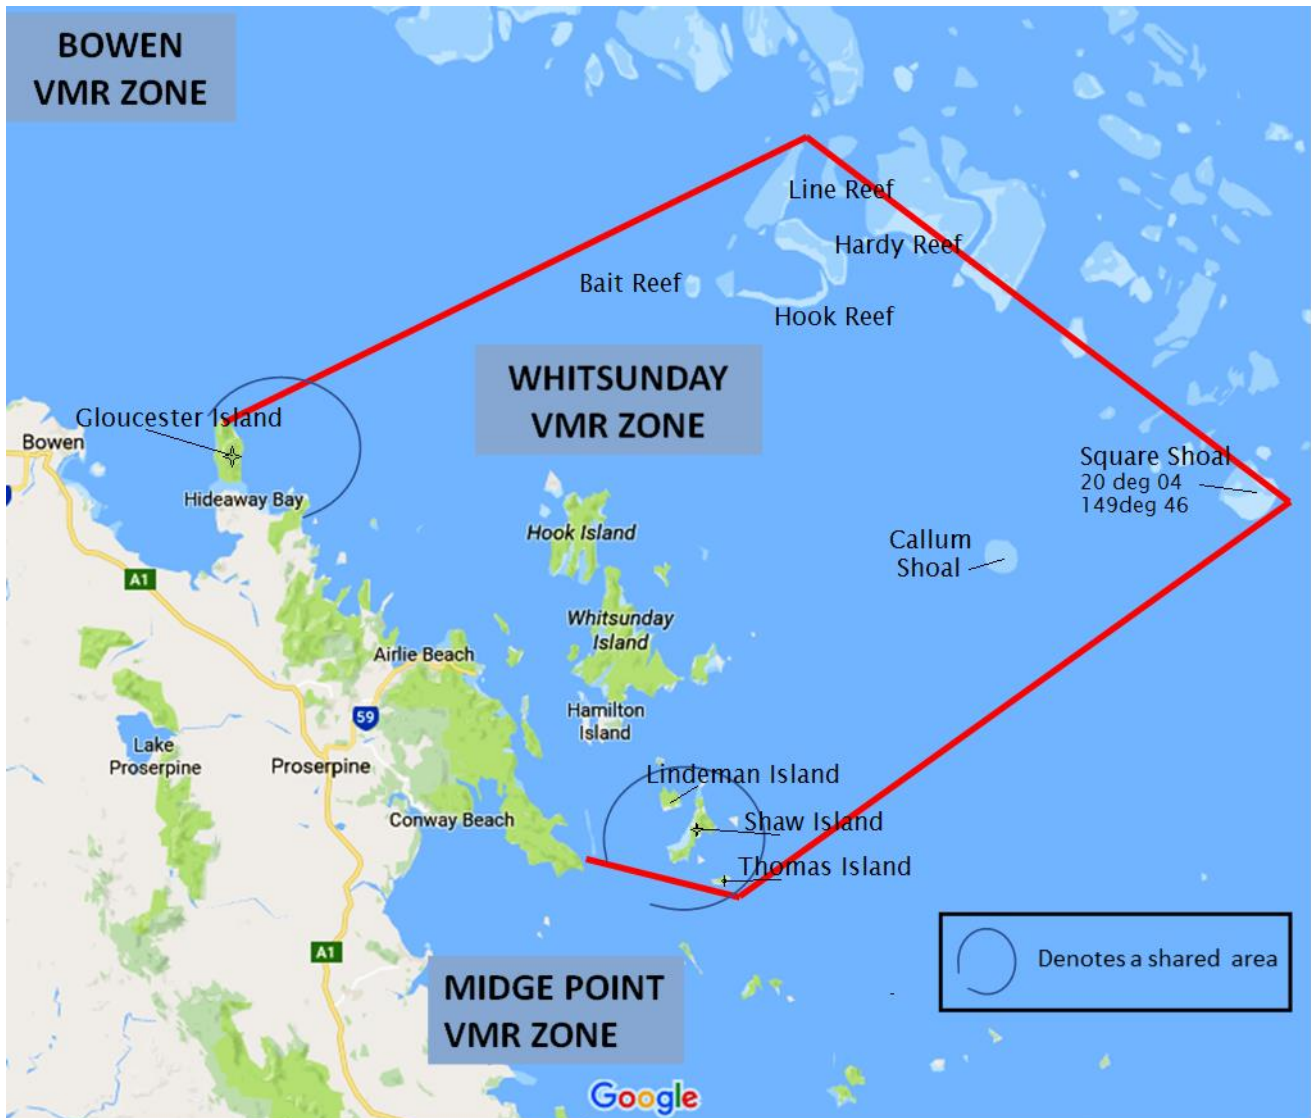 BOWEN
VMR ZONE
Line Reef
Hardy Reef
Bait Reef
Hook Reef
WHITSUNDAY
VMR ZONE
Gloucester Island
Bowen
Square Shoal
20 deg 04
149deg 46
Hideaway Bay
Hook Island
Callum
Shoal
A1
Whitsunday
Island
Airlie Beach
59
Hamilton
Island
Lake
Proserpine
Proserpine
Lindeman Island
Conway Beach
Shaw Island
Thomas Island
A1
Denotes a shared area
MIDGE POINT
VMR ZONE
Google